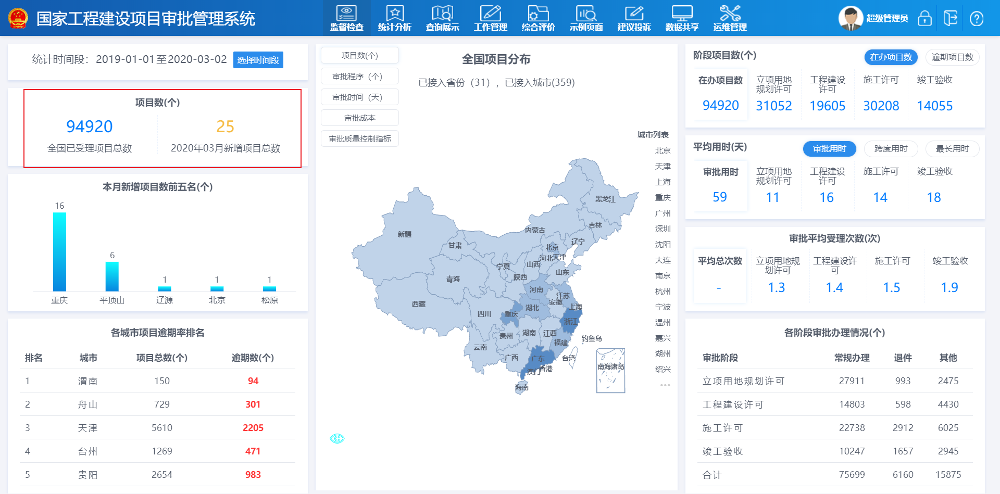 国家工程建设项目审批管理系统
监督检查 统计分析 查询展示 工作管理 综合评价 示例页面 建议投诉 数据共享 运维管理
超级管理员
统计时间段：2019-01-01至2020-03-02 选择时间段
项目数(个)
94920 25
全国已受理项目总数 2020年03月新增项目总数
本月新增项目数前五名(个)
16 6 1 1 1
重庆 平顶山 辽源 北京 松原
各城市项目逾期率排名
排名 城市 项目总数(个) 逾期数(个)
1 渭南 150 94
2 舟山 729 301
3 天津 5610 2205
4 台州 1269 471
5 贵阳 2654 983
项目数(个)
审批程序（个）
审批时间（天）
审批成本
审批质量控制指标
全国项目分布
已接入省份（31），已接入城市(359)
黑龙江
吉林
内蒙古
新疆
辽宁
甘肃
北京
河北 天津
山西
宁夏
山东
陕西
青海
河南
江苏
安徽
西藏
上海
湖北
四川
重庆
浙江
湖南
江西
贵州
钓鱼岛
福建
云南
广西
广东
台湾
南海诸岛
香港
澳门
海南
城市列表
北京
天津
上海
重庆
广州
深圳
沈阳
大连
南京
杭州
宁波
温州
嘉兴
湖州
绍兴
阶段项目数(个) 在办项目数 逾期项目数
在办项目数 立项用地规划许可 工程建设许可 施工许可 竣工验收
94920 31052 19605 30208 14055
平均用时(天) 审批用时 跨度用时 最长用时
审批用时 立项用地规划许可 工程建设许可 施工许可 竣工验收
59 11 16 14 18
审批平均受理次数(次)
平均总次数 立项用地规划许可 工程建设许可 施工许可 竣工验收
- 1.3 1.4 1.5 1.9
各阶段审批办理情况(个)
审批阶段 常规办理 退件 其他
立项用地规划许可 27911 993 2475
工程建设许可 14803 598 4430
施工许可 22738 2912 6025
竣工验收 10247 1657 2945
合计 75699 6160 15875